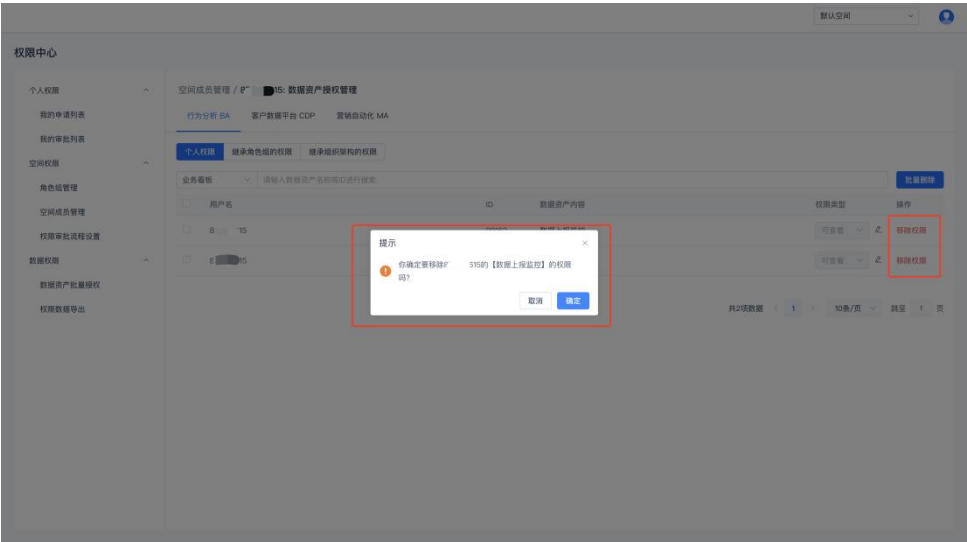 默认空间
权限中心
个人权限
我的申请列表
我的审批列表
空间权限
角色组管理
空间成员管理
权限审批流程设置
数据权限
数据资产批量授权
权限数据导出
空间成员管理 / 8 15: 数据资产授权管理
行为分析 BA 客户数据平台 CDP 营销自动化 MA
个人权限 继承角色组的权限 继承组织架构的权限
业务看板 请输入数据资产名称或ID进行搜索 批量删除
用户名 ID 数据资产内容 权限类型 操作
8 15 可查看 移除权限
8 15 可查看 移除权限
提示
你确定要移除 515的【数据上报监控】的权限
吗?
取消 确定
共2项数据 1 10条/页 跳至 1 页